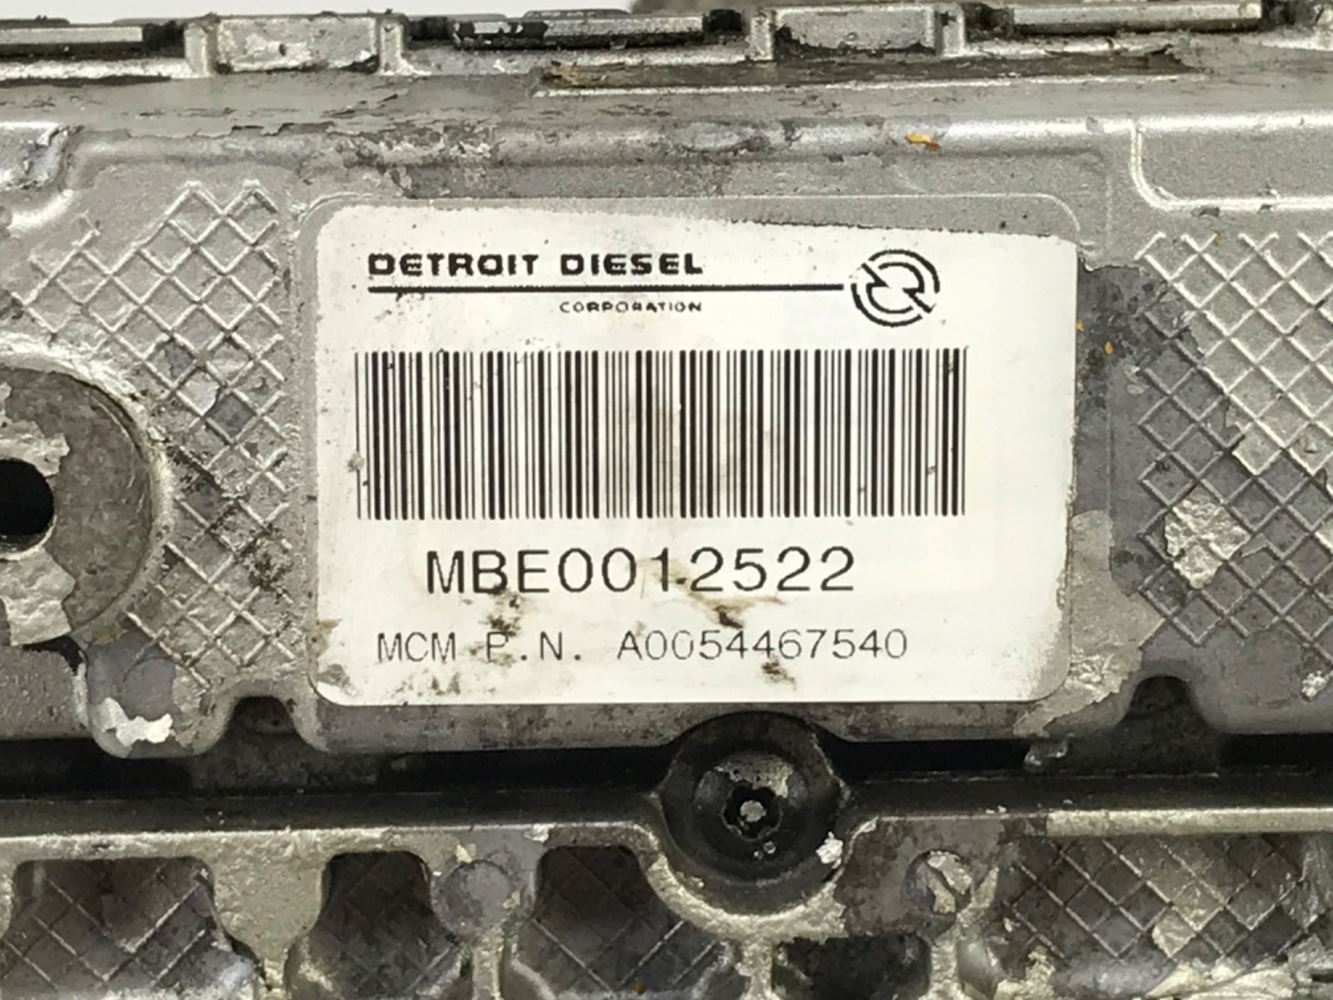 DETROIT DIESEL
CORPORATION
MBE0012522
MCM P.N. A0054467540